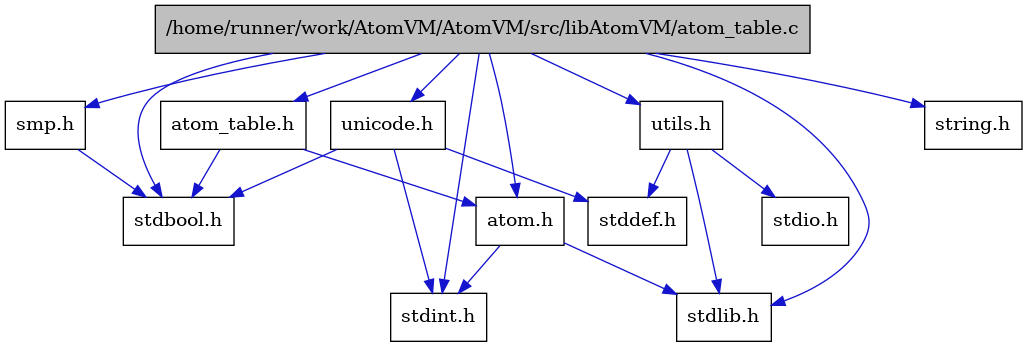 /home/runner/work/AtomVM/AtomVM/src/libAtomVM/atom_table.c
smp.h
atom_table.h
unicode.h
utils.h
string.h
stdbool.h
atom.h
stddef.h
stdio.h
stdint.h
stdlib.h